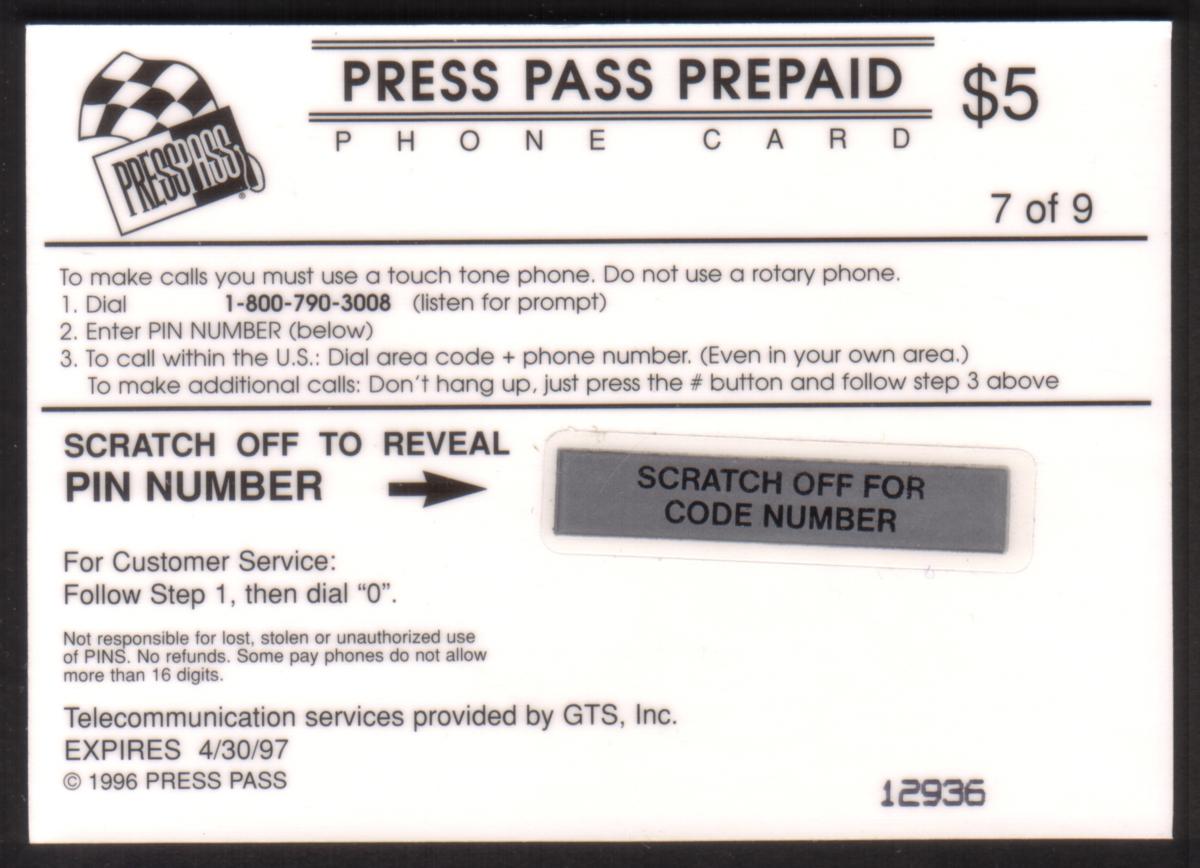 PRESS PASS PREPAID $5
PHONE CARD
PRESS PASS
7 of 9
To make calls you must use a touch tone phone. Do not use a rotary phone.
1. Dial 1-800-790-3008 (listen for prompt)
2. Enter PIN NUMBER (below)
3. To call within the U.S.: Dial area code + phone number. (Even in your own area.)
To make additional calls: Don't hang up, just press the # button and follow step 3 above
SCRATCH OFF TO REVEAL
PIN NUMBER
SCRATCH OFF FOR
CODE NUMBER
For Customer Service:
Follow Step 1, then dial "0".
Not responsible for lost, stolen or unauthorized use
of PINS. No refunds. Some pay phones do not allow
more than 16 digits.
Telecommunication services provided by GTS, Inc.
EXPIRES 4/30/97
© 1996 PRESS PASS
12936